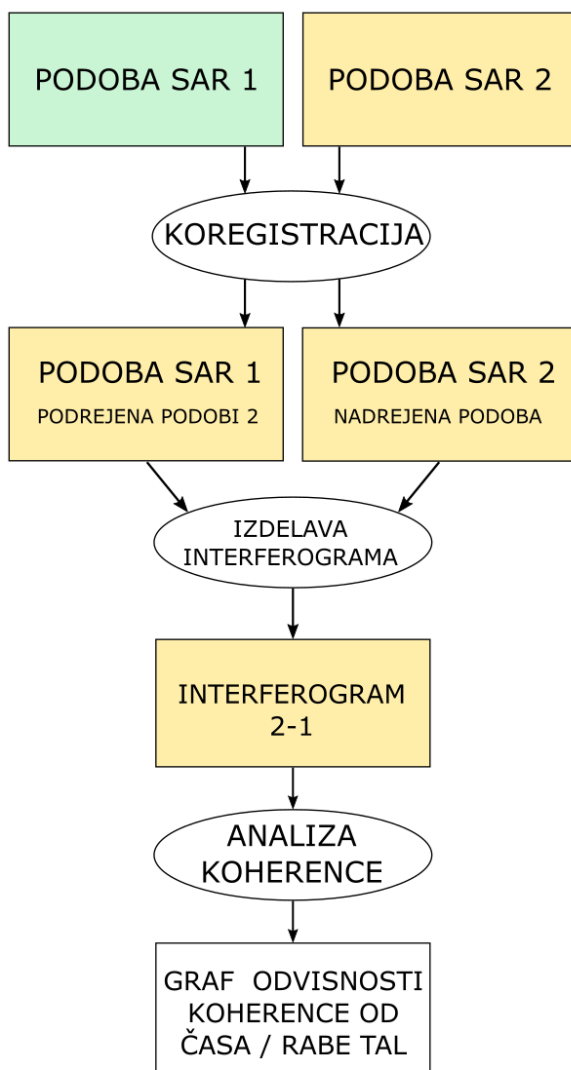 PODOBA SAR 1
PODOBA SAR 2
KOREGISTRACIJA
PODOBA SAR 1
PODREJENA PODOBI 2
PODOBA SAR 2
NADREJENA PODOBA
IZDELAVA
INTERFEROGRAMA
INTERFEROGRAM
2-1
ANALIZA
KOHERENCE
GRAF ODVISNOSTI
KOHERENCE OD
ČASA / RABE TAL